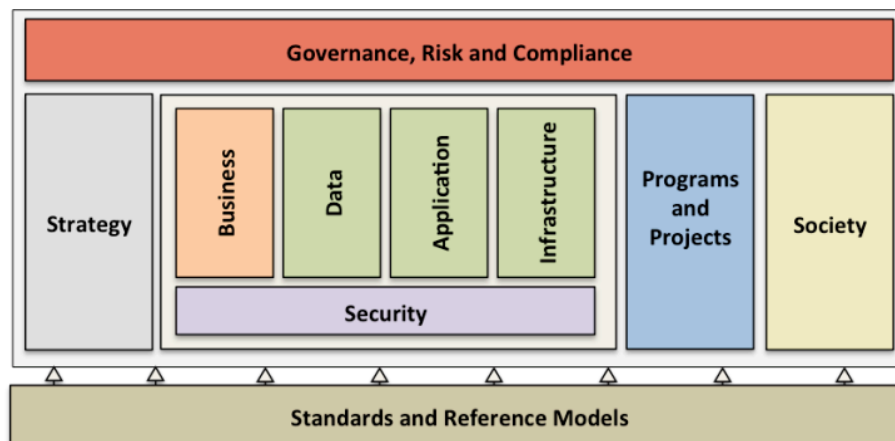 Governance, Risk and Compliance
Strategy
Business
Data
Application
Infrastructure
Security
Programs
and
Projects
Society
Standards and Reference Models